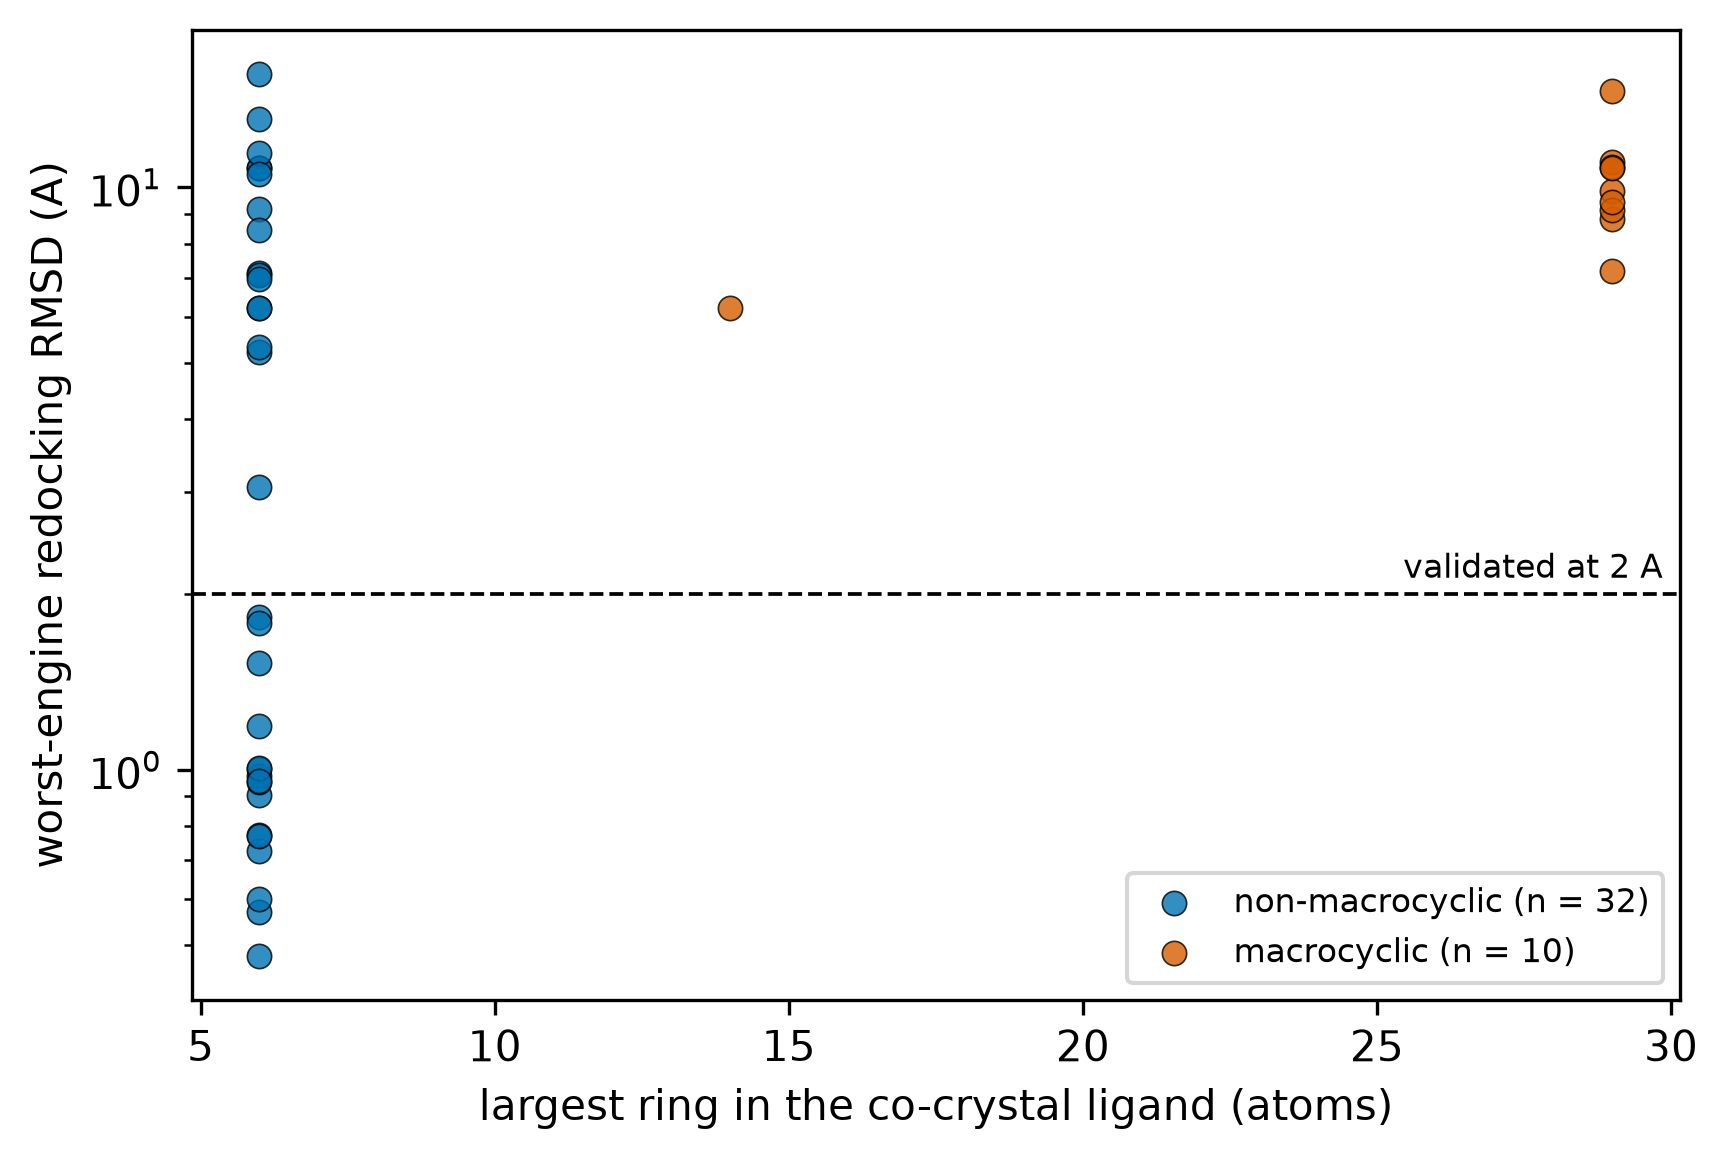 worst-engine redocking RMSD (A)
10¹
10⁰
validated at 2 A
non-macrocyclic (n = 32)
macrocyclic (n = 10)
5 10 15 20 25 30
largest ring in the co-crystal ligand (atoms)